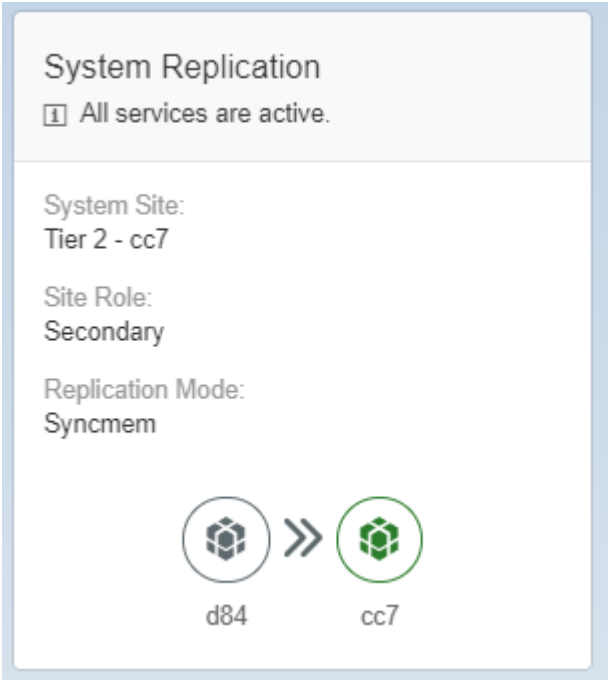 System Replication
All services are active.
System Site:
Tier 2 - cc7
Site Role:
Secondary
Replication Mode:
Syncmem
d84 cc7